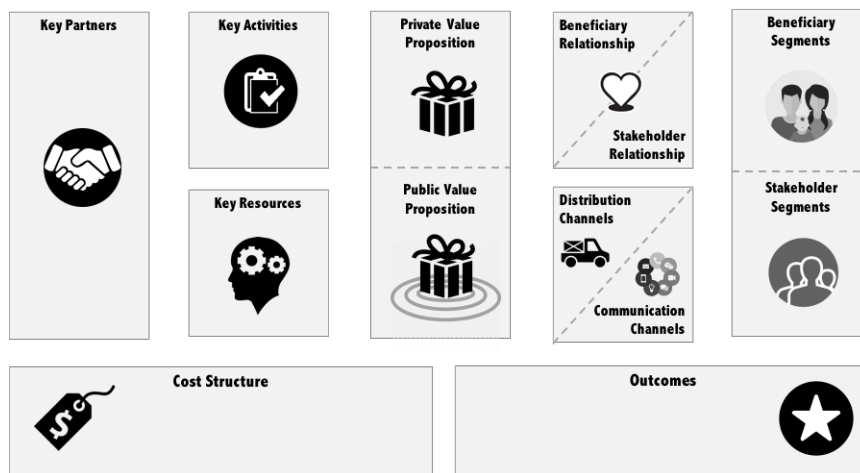 Key Partners
Key Activities
Key Resources
Private Value
Proposition
Public Value
Proposition
Beneficiary
Relationship
Stakeholder
Relationship
Distribution
Channels
Communication
Channels
Beneficiary
Segments
Stakeholder
Segments
Cost Structure
$
Outcomes